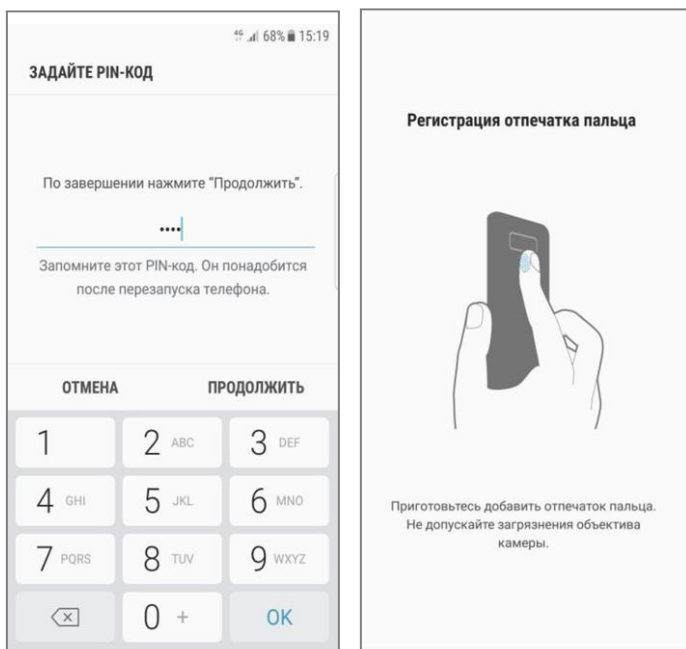 4G 68% 15:19
ЗАДАЙТЕ PIN-КОД
По завершении нажмите "Продолжить".
••••
Запомните этот PIN-код. Он понадобится
после перезапуска телефона.
ОТМЕНА ПРОДОЛЖИТЬ
1 2 ABC 3 DEF
4 GHI 5 JKL 6 MNO
7 PQRS 8 TUV 9 WXYZ
0 + OK
Регистрация отпечатка пальца
Приготовьтесь добавить отпечаток пальца.
Не допускайте загрязнения объектива
камеры.